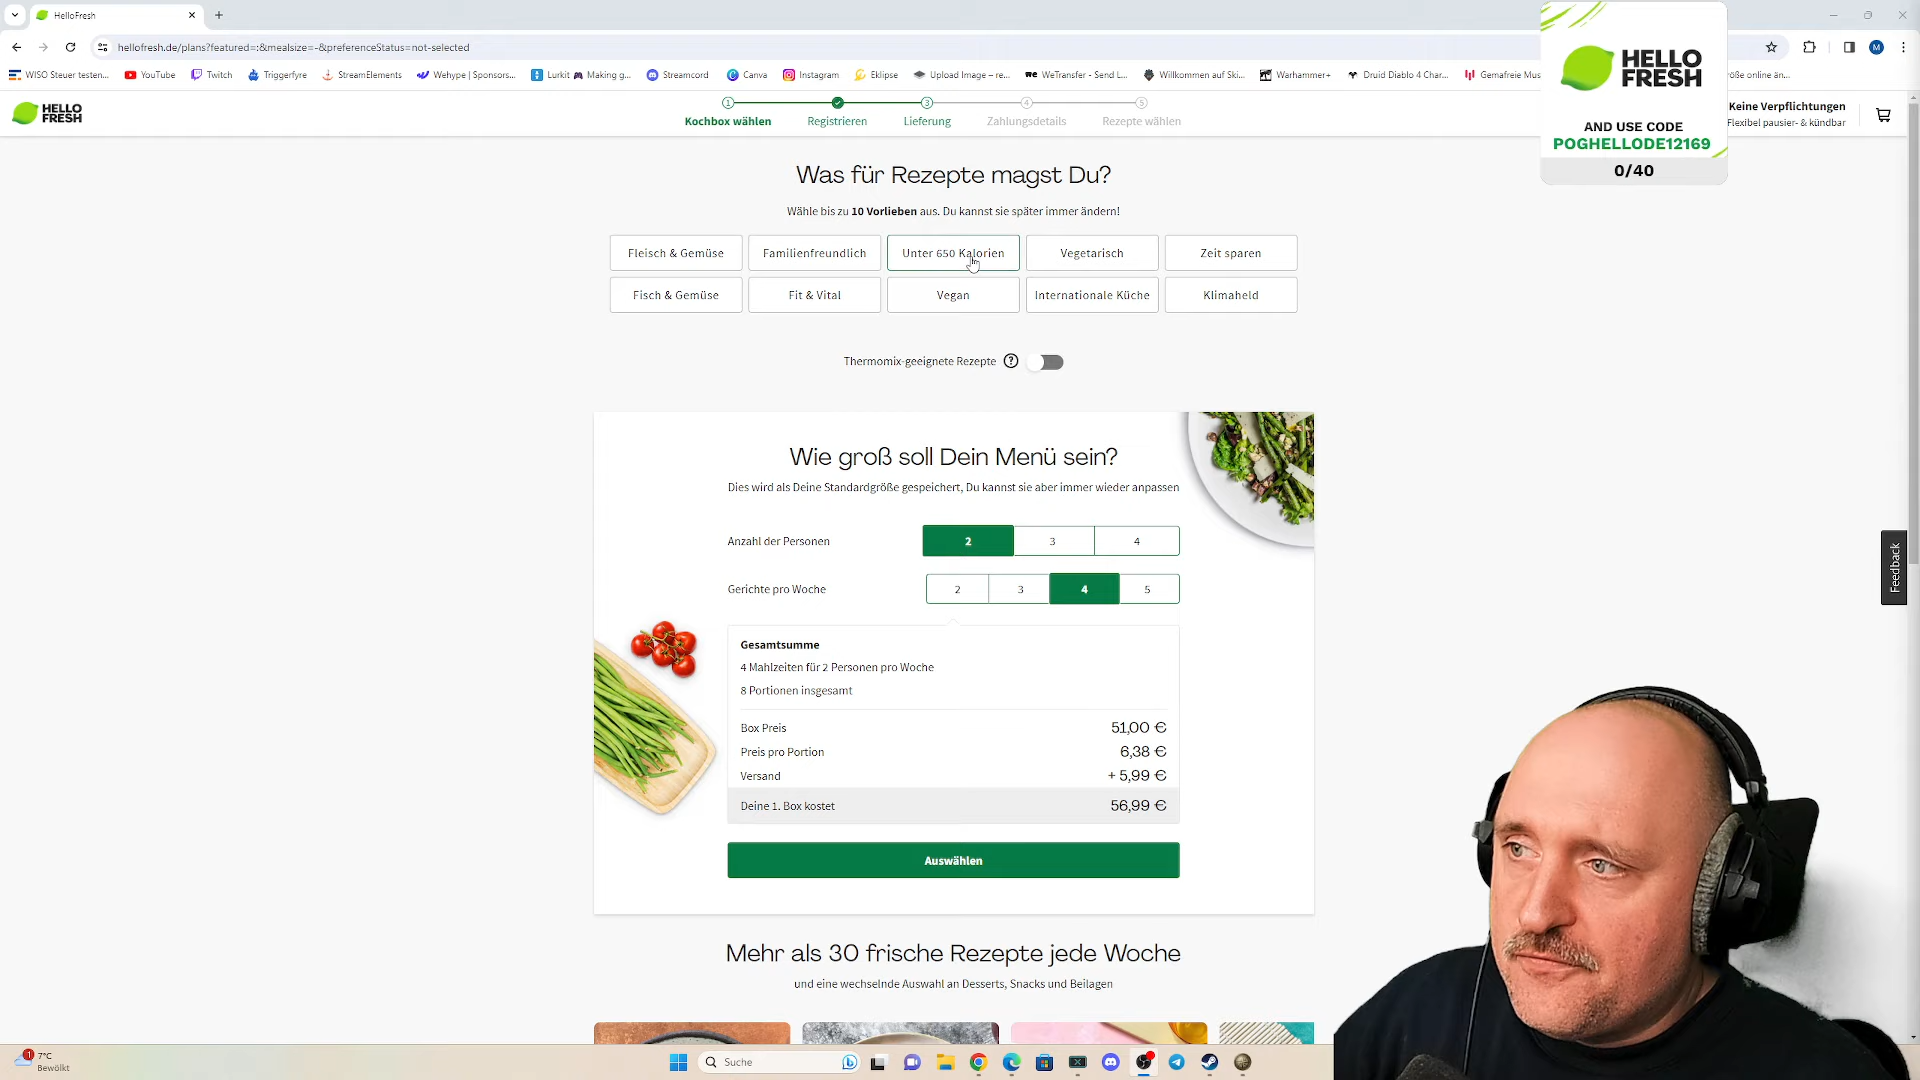 HelloFresh
hellofresh.de/plans?featured=:&mealsize=-&preferenceStatus=not-selected
WISO Steuer testen...
YouTube
Twitch
Triggerfyre
StreamElements
Wehype | Sponsors...
Lurkit 🎮 Making g...
Streamcord
Canva
Instagram
Eklipse
Upload Image – re...
WeTransfer - Send L...
Willkommen auf Ski...
Warhammer+
Druid Diablo 4 Char...
Gemafreie Mus
öße online än...
HELLO
FRESH
AND USE CODE
POGHELLODE12169
0/40
HELLO
FRESH
1
3
4
5
Kochbox wählen
Registrieren
Lieferung
Zahlungsdetails
Rezepte wählen
Keine Verpflichtungen
Flexibel pausier- & kündbar
Was für Rezepte magst Du?
Wähle bis zu 10 Vorlieben aus. Du kannst sie später immer ändern!
Fleisch & Gemüse
Familienfreundlich
Unter 650 Kalorien
Vegetarisch
Zeit sparen
Fisch & Gemüse
Fit & Vital
Vegan
Internationale Küche
Klimaheld
Thermomix-geeignete Rezepte ?
Wie groß soll Dein Menü sein?
Dies wird als Deine Standardgröße gespeichert, Du kannst sie aber immer wieder anpassen
Anzahl der Personen
2
3
4
Gerichte pro Woche
2
3
4
5
Feedback
Gesamtsumme
4 Mahlzeiten für 2 Personen pro Woche
8 Portionen insgesamt
Box Preis 51,00 €
Preis pro Portion 6,38 €
Versand + 5,99 €
Deine 1. Box kostet 56,99 €
Auswählen
Mehr als 30 frische Rezepte jede Woche
und eine wechselnde Auswahl an Desserts, Snacks und Beilagen
1
7°C
Bewölkt
Suche